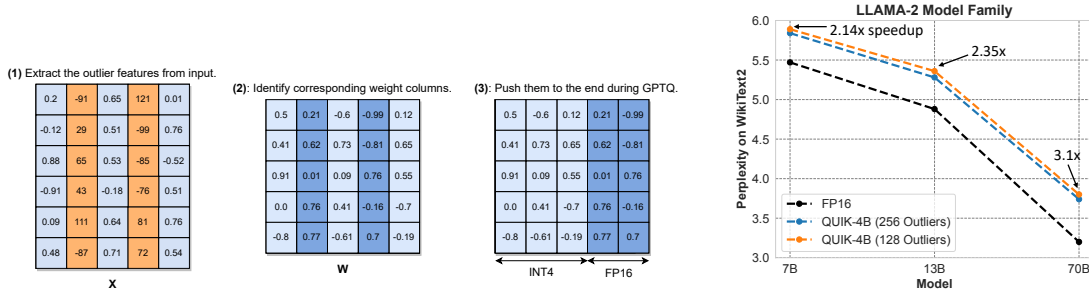 (1) Extract the outlier features from input.
0.2 -91 0.65 121 0.01
-0.12 29 0.51 -99 0.76
0.88 65 0.53 -85 -0.52
-0.91 43 -0.18 -76 0.51
0.09 111 0.64 81 0.76
0.48 -87 0.71 72 0.54
X
(2): Identify corresponding weight columns.
0.5 0.21 -0.6 -0.99 0.12
0.41 0.62 0.73 -0.81 0.65
0.91 0.01 0.09 0.76 0.55
0.0 0.76 0.41 -0.16 -0.7
-0.8 0.77 -0.61 0.7 -0.19
W
(3): Push them to the end during GPTQ.
0.5 -0.6 0.12 0.21 -0.99
0.41 0.73 0.65 0.62 -0.81
0.91 0.09 0.55 0.01 0.76
0.0 0.41 -0.7 0.76 -0.16
-0.8 -0.61 -0.19 0.77 0.7
INT4 FP16
LLAMA-2 Model Family
Perplexity on WikiText2
6.0
5.5
5.0
4.5
4.0
3.5
3.0
2.14x speedup
2.35x
3.1x
FP16
QUIK-4B (256 Outliers)
QUIK-4B (128 Outliers)
7B 13B 70B
Model